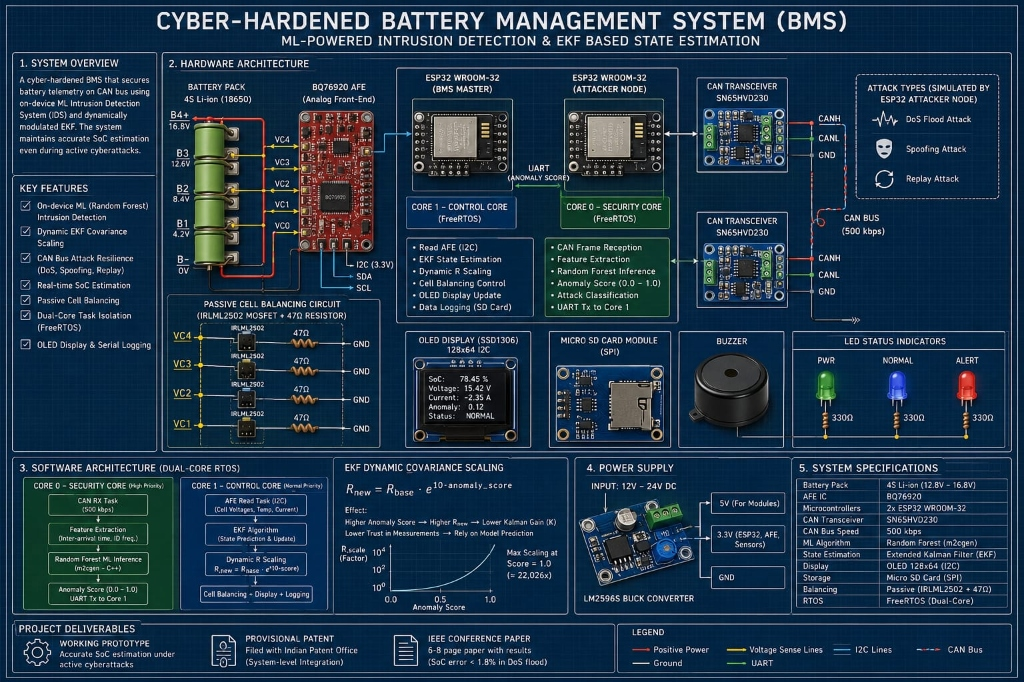 CYBER-HARDENED BATTERY MANAGEMENT SYSTEM (BMS)
ML-POWERED INTRUSION DETECTION & EKF BASED STATE ESTIMATION
1. SYSTEM OVERVIEW
A cyber-hardened BMS that secures
battery telemetry on CAN bus using
on-device ML Intrusion Detection
System (IDS) and dynamically
modulated EKF. The system
maintains accurate SoC estimation
even during active cyberattacks.
KEY FEATURES
On-device ML (Random Forest)
Intrusion Detection
Dynamic EKF Covariance
Scaling
CAN Bus Attack Resilience
(DoS, Spoofing, Replay)
Real-time SoC Estimation
Passive Cell Balancing
Dual-Core Task Isolation
(FreeRTOS)
OLED Display & Serial Logging
2. HARDWARE ARCHITECTURE
BATTERY PACK
4S Li-ion (18650)
B4+
16.8V
B3
12.6V
B2
8.4V
B1
4.2V
B-
0V
BQ76920 AFE
(Analog Front-End)
VC4
VC3
VC2
VC1
VC0
BQ76920
I2C (3.3V)
SDA
SCL
PASSIVE CELL BALANCING CIRCUIT
(IRLML2502 MOSFET + 47Ω RESISTOR)
VC4
IRLML2502
47Ω
GND
VC3
IRLML2502
47Ω
GND
VC2
IRLML2502
47Ω
GND
VC1
IRLML2502
47Ω
GND
ESP32 WROOM-32
(BMS MASTER)
ESP32 WROOM-32
(ATTACKER NODE)
UART
(ANOMALY SCORE)
CORE 1 - CONTROL CORE
(FreeRTOS)
• Read AFE (I2C)
• EKF State Estimation
• Dynamic R Scaling
• Cell Balancing Control
• OLED Display Update
• Data Logging (SD Card)
CORE 0 - SECURITY CORE
(FreeRTOS)
• CAN Frame Reception
• Feature Extraction
• Random Forest Inference
• Anomaly Score (0.0 - 1.0)
• Attack Classification
• UART Tx to Core 1
CAN TRANSCEIVER
SN65HVD230
CANH
CANL
GND
CAN TRANSCEIVER
SN65HVD230
CANH
CANL
GND
CAN BUS
(500 kbps)
ATTACK TYPES (SIMULATED BY
ESP32 ATTACKER NODE)
DoS Flood Attack
Spoofing Attack
Replay Attack
OLED DISPLAY (SSD1306)
128x64 I2C
SoC: 78.45 %
Voltage: 15.42 V
Current: -2.35 A
Anomaly: 0.12
Status: NORMAL
MICRO SD CARD MODULE
(SPI)
BUZZER
LED STATUS INDICATORS
PWR
NORMAL
ALERT
330Ω
330Ω
330Ω
3. SOFTWARE ARCHITECTURE (DUAL-CORE RTOS)
CORE 0 - SECURITY CORE (High Priority)
CAN RX Task
(500 kbps)
Feature Extraction
(Inter-arrival time, ID freq.)
Random Forest ML Inference
(m2cgen - C++)
Anomaly Score (0.0 - 1.0)
UART Tx to Core 1
CORE 1 - CONTROL CORE (Normal Priority)
AFE Read Task (I2C)
(Cell Voltages, Temp, Current)
EKF Algorithm
(State Prediction & Update)
Dynamic R Scaling
R,new = Rbase · e^10-score)
Cell Balancing + Display + Logging
EKF DYNAMIC COVARIANCE SCALING
Rnew = Rbase · e^10-anomaly_score
Effect:
Higher Anomaly Score → Higher Rnew → Lower Kalman Gain (K)
Lower Trust in Measurements → Rely on Model Prediction
R,scale
(Factor)
10⁴
10²
10⁰
0.0
0.5
1.0
Anomaly Score
Max Scaling at
Score = 1.0
(≈ 22,026x)
4. POWER SUPPLY
INPUT: 12V – 24V DC
5V (For Modules)
3.3V (ESP32, AFE,
Sensors)
GND
LM2596S BUCK CONVERTER
5. SYSTEM SPECIFICATIONS
Battery Pack 4S Li-ion (12.8V – 16.8V)
AFE IC BQ76920
Microcontrollers 2x ESP32 WROOM-32
CAN Transceiver SN65HVD230
CAN Bus Speed 500 kbps
ML Algorithm Random Forest (m2cgen)
State Estimation Extended Kalman Filter (EKF)
Display OLED 128x64 (I2C)
Storage Micro SD Card (SPI)
Balancing Passive (IRLML2502 + 47Ω)
RTOS FreeRTOS (Dual-Core)
PROJECT DELIVERABLES
WORKING PROTOTYPE
Accurate SoC estimation under
active cyberattacks
PROVISIONAL PATENT
Filed with Indian Patent Office
(System-level Integration)
IEEE CONFERENCE PAPER
6-8 page paper with results
(SoC error < 1.8% in DoS flood)
LEGEND
Positive Power
Voltage Sense Lines
I2C Lines
CAN Bus
Ground
UART